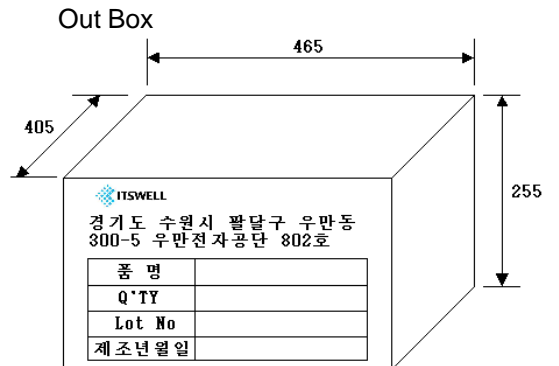 Out Box
465
405
255
ITSWELL
경기도 수원시 팔달구 우만동
300-5 우만전자공단 802호
품 명
Q'TY
Lot No
제조년월일